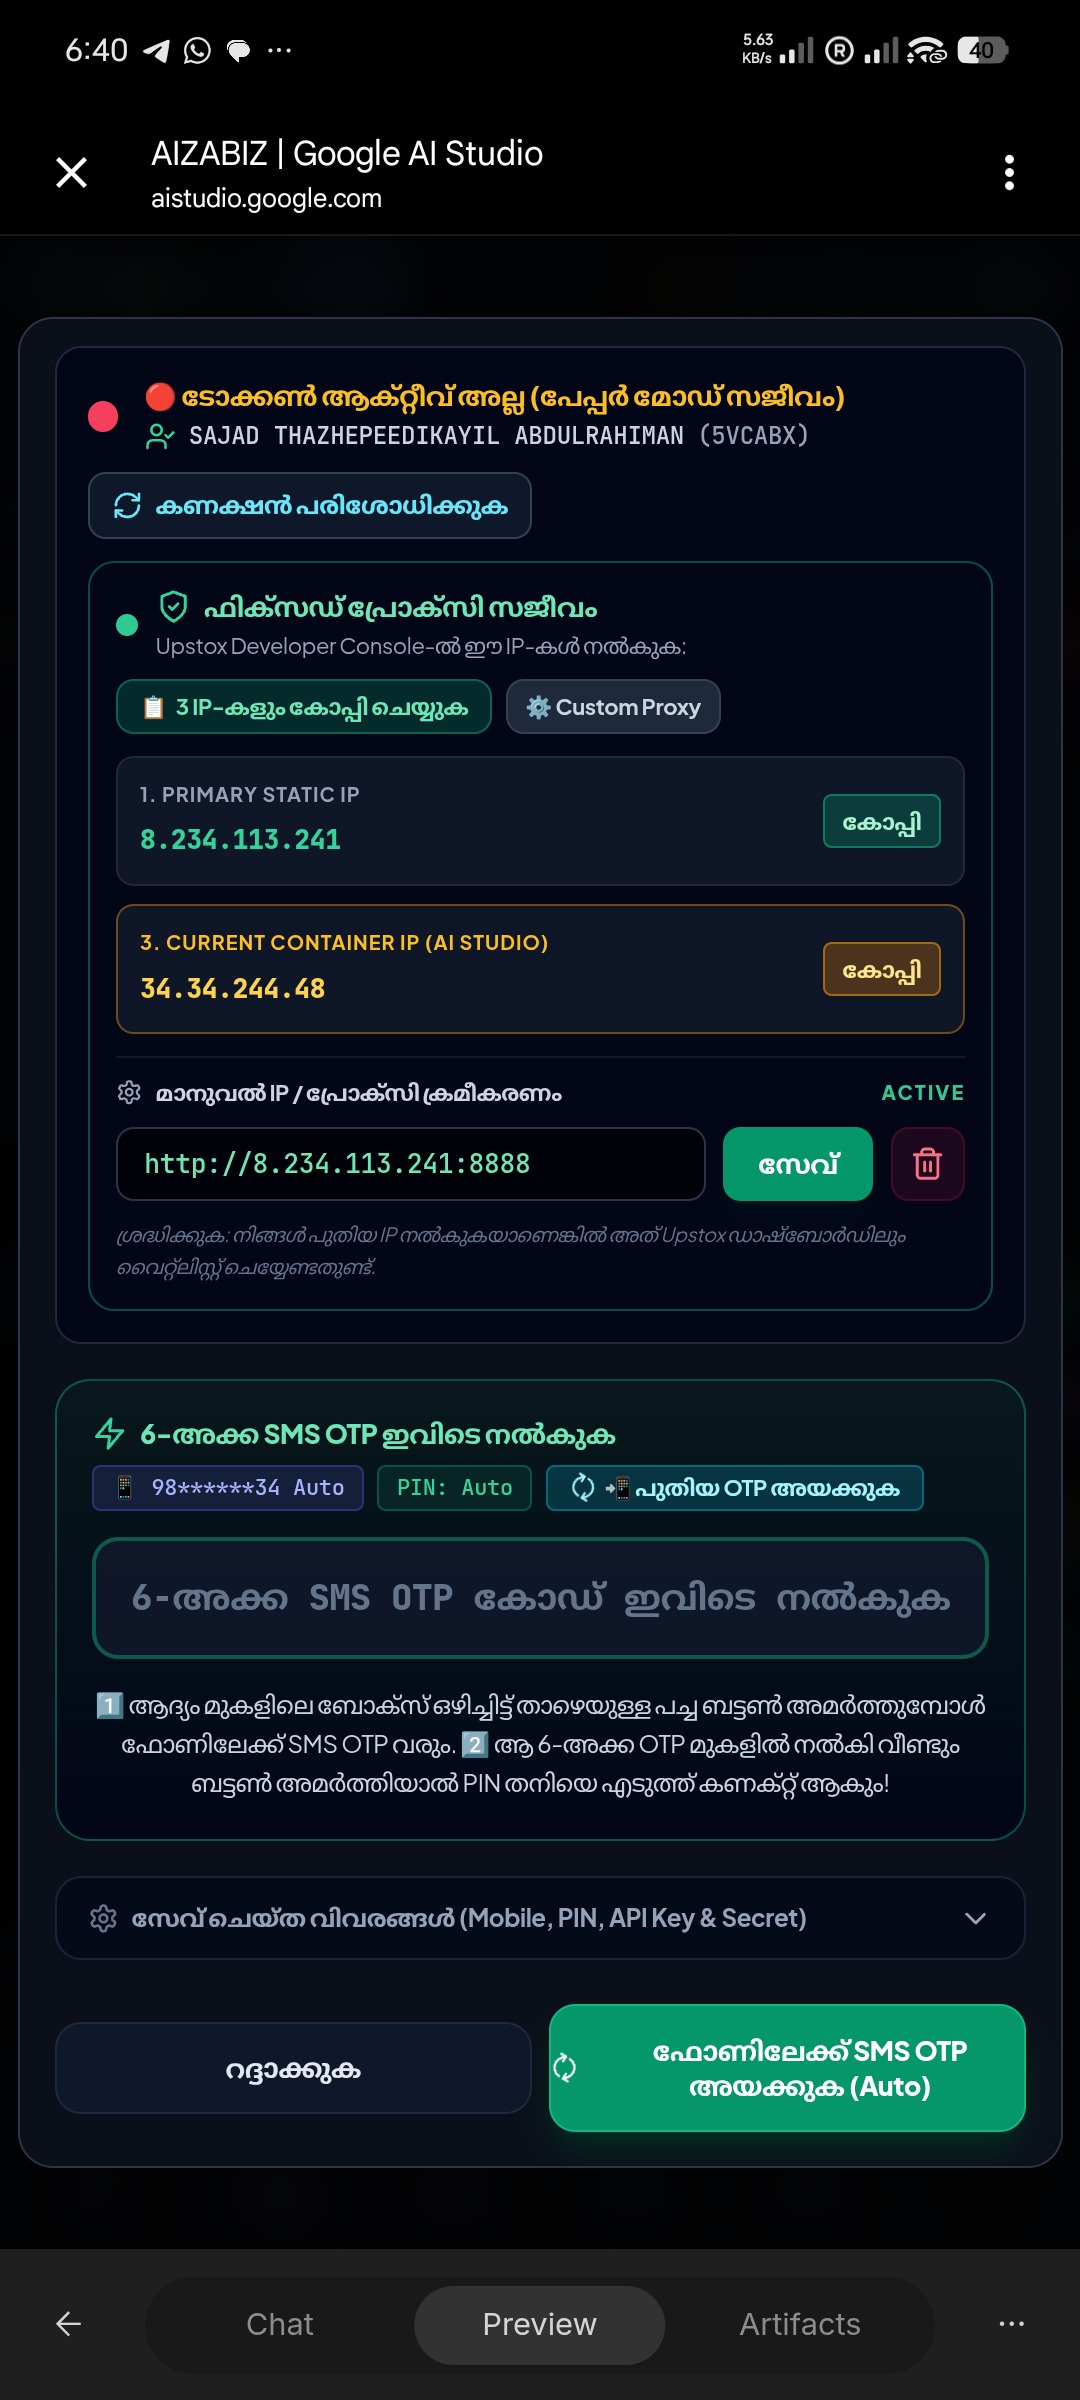 6:40
5.63
KB/s
R
40
AIZABIZ | Google AI Studio
aistudio.google.com
🔴 ടോക്കൺ ആക്റ്റീവ് അല്ല (പേപ്പർ മോഡ് സജീവം)
SAJAD THAZHEPEEDIKAYIL ABDULRAHIMAN (5VCABX)
കണക്ഷൻ പരിശോധിക്കുക
ഫിക്സഡ് പ്രോക്സി സജീവം
Upstox Developer Console-ൽ ഈ IP-കൾ നൽകുക:
📋 3 IP-കളും കോപ്പി ചെയ്യുക
⚙️ Custom Proxy
1. PRIMARY STATIC IP
8.234.113.241
കോപ്പി
3. CURRENT CONTAINER IP (AI STUDIO)
34.34.244.48
കോപ്പി
മാനുവൽ IP / പ്രോക്സി ക്രമീകരണം
ACTIVE
http://8.234.113.241:8888
സേവ്
ശ്രദ്ധിക്കുക: നിങ്ങൾ പുതിയ IP നൽകുകയാണെങ്കിൽ അത് Upstox ഡാഷ്ബോർഡിലും
വൈറ്റ്ലിസ്റ്റ് ചെയ്യേണ്ടതുണ്ട്.
6-അക്ക SMS OTP ഇവിടെ നൽകുക
📱 98******34 Auto
PIN: Auto
📲 പുതിയ OTP അയക്കുക
6-അക്ക SMS OTP കോഡ് ഇവിടെ നൽകുക
1️⃣ ആദ്യം മുകളിലെ ബോക്സ് ഒഴിച്ചിട്ട് താഴെയുള്ള പച്ച ബട്ടൺ അമർത്തുമ്പോൾ
ഫോണിലേക്ക് SMS OTP വരും. 2️⃣ ആ 6-അക്ക OTP മുകളിൽ നൽകി വീണ്ടും
ബട്ടൺ അമർത്തിയാൽ PIN തനിയെ എടുത്ത് കണക്റ്റ് ആകും!
സേവ് ചെയ്ത വിവരങ്ങൾ (Mobile, PIN, API Key & Secret)
റദ്ദാക്കുക
ഫോണിലേക്ക് SMS OTP
അയക്കുക (Auto)
Chat
Preview
Artifacts